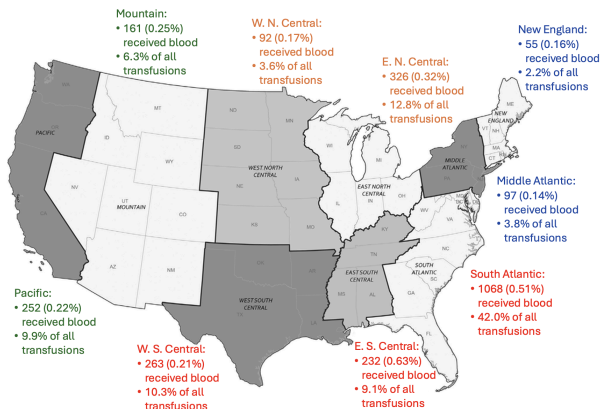 Mountain:
• 161 (0.25%)
received blood
• 6.3% of all
transfusions
W. N. Central:
• 92 (0.17%)
received blood
• 3.6% of all
transfusions
E. N. Central:
• 326 (0.32%)
received blood
• 12.8% of all
transfusions
New England:
• 55 (0.16%)
received blood
• 2.2% of all
transfusions
Middle Atlantic:
• 97 (0.14%)
received blood
• 3.8% of all
transfusions
South Atlantic:
• 1068 (0.51%)
received blood
• 42.0% of all
transfusions
Pacific:
• 252 (0.22%)
received blood
• 9.9% of all
transfusions
W. S. Central:
• 263 (0.21%)
received blood
• 10.3% of all
transfusions
E. S. Central:
• 232 (0.63%)
received blood
• 9.1% of all
transfusions
PACIFIC
MOUNTAIN
WEST NORTH
CENTRAL
EAST NORTH
CENTRAL
MIDDLE
ATLANTIC
NEW
ENGLAND
WEST SOUTH
CENTRAL
EAST SOUTH
CENTRAL
SOUTH
ATLANTIC
MT
ID
WY
NV
UT
CO
AZ
NM
ND
SD
NE
KS
MN
IA
MO
WI
MI
IL
IN
OH
KY
TN
MS
AL
WV
VA
NC
SC
GA
FL
ME
VT
NH
MA
CT